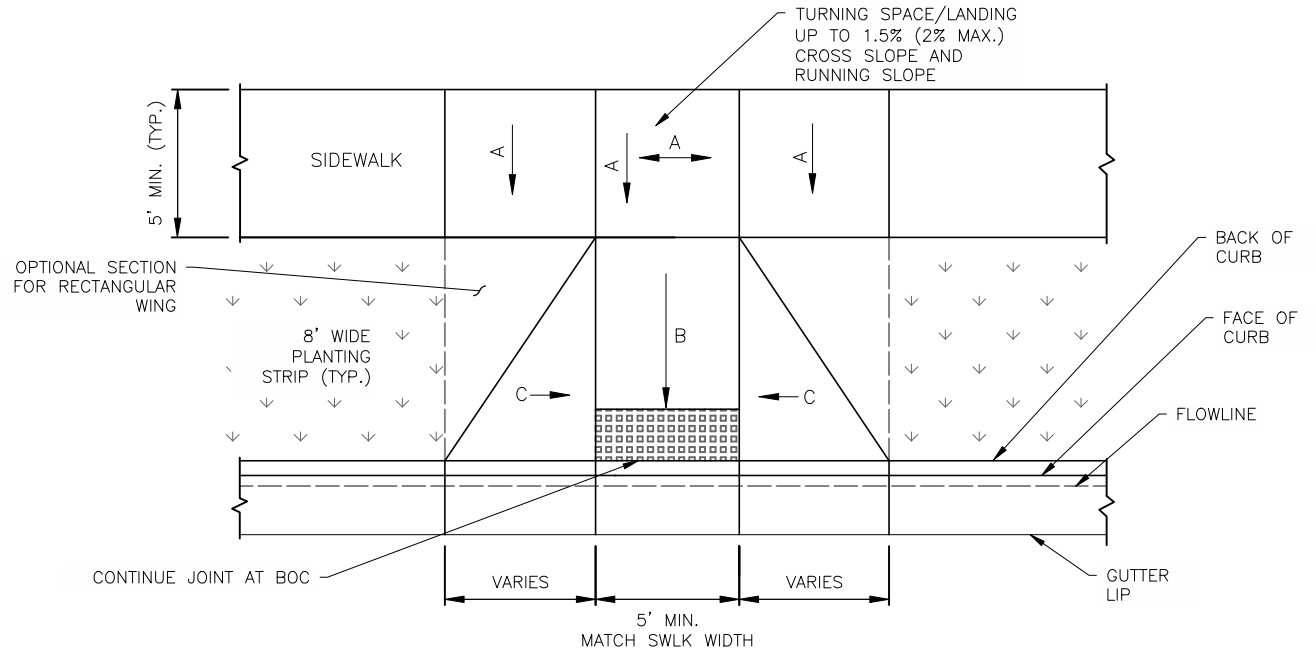 TURNING SPACE/LANDING
UP TO 1.5% (2% MAX.)
CROSS SLOPE AND
RUNNING SLOPE
5' MIN. (TYP.)
SIDEWALK
A
A
A
A
OPTIONAL SECTION
FOR RECTANGULAR
WING
8' WIDE
PLANTING
STRIP (TYP.)
B
C
C
BACK OF
CURB
FACE OF
CURB
FLOWLINE
CONTINUE JOINT AT BOC
VARIES
VARIES
5' MIN.
MATCH SWLK WIDTH
GUTTER
LIP